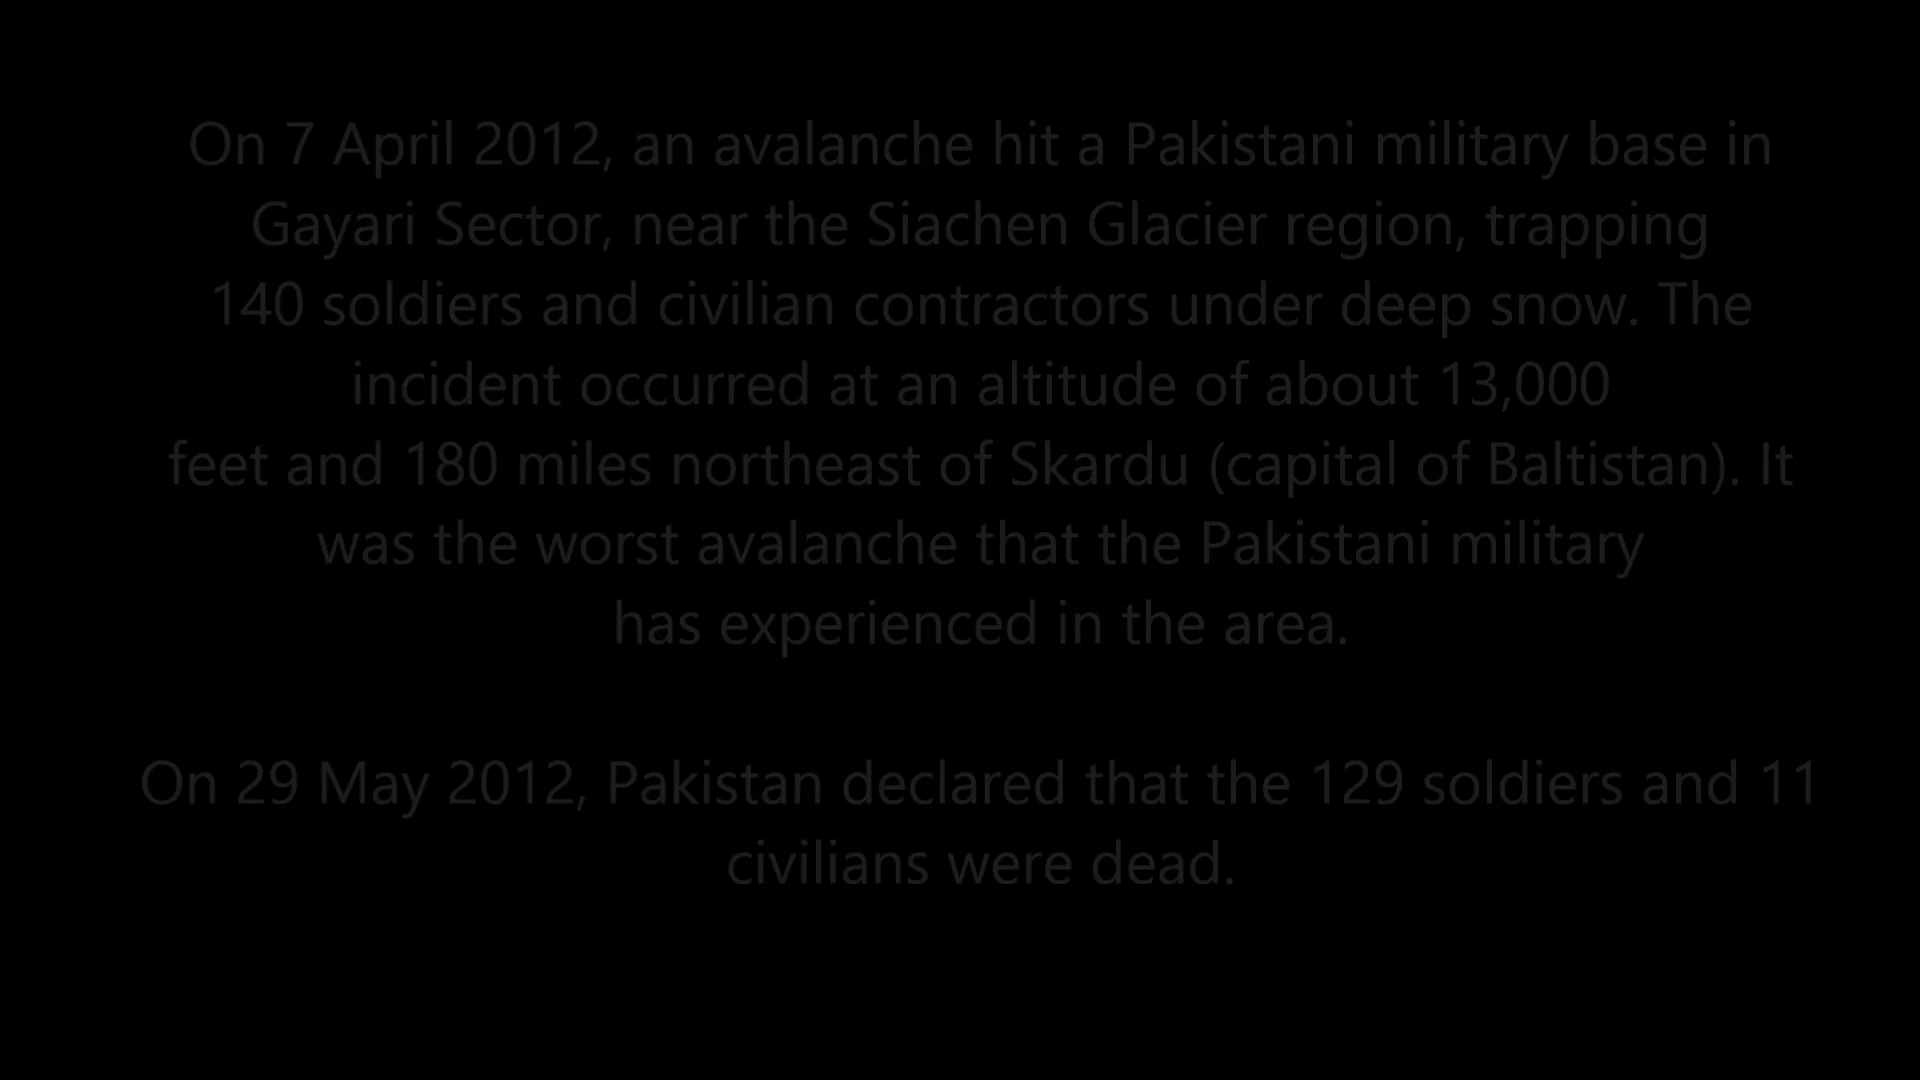 On 7 April 2012, an avalanche hit a Pakistani military base in
Gayari Sector, near the Siachen Glacier region, trapping
140 soldiers and civilian contractors under deep snow. The
incident occurred at an altitude of about 13,000
feet and 180 miles northeast of Skardu (capital of Baltistan). It
was the worst avalanche that the Pakistani military
has experienced in the area.
On 29 May 2012, Pakistan declared that the 129 soldiers and 11
civilians were dead.